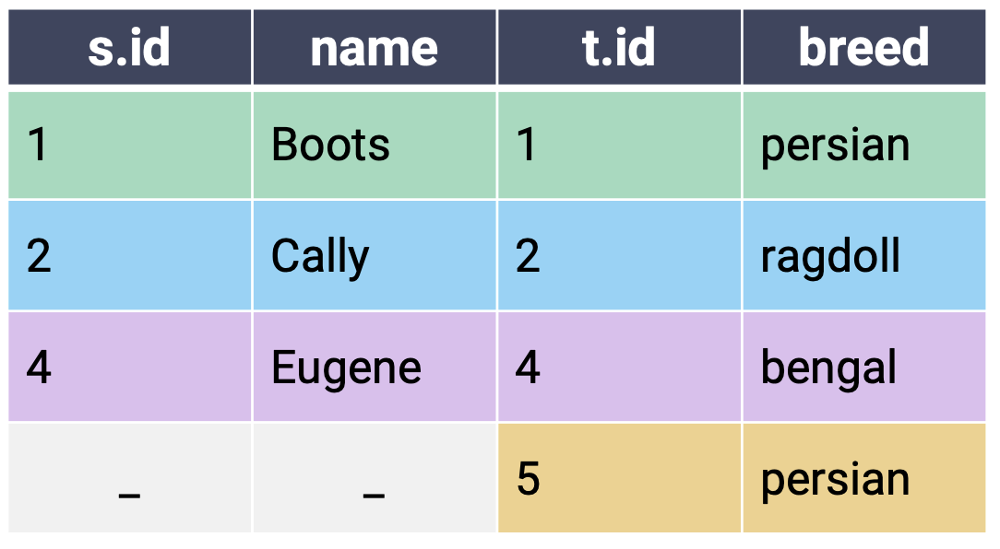 s.id name t.id breed
1 Boots 1 persian
2 Cally 2 ragdoll
4 Eugene 4 bengal
_ _ 5 persian